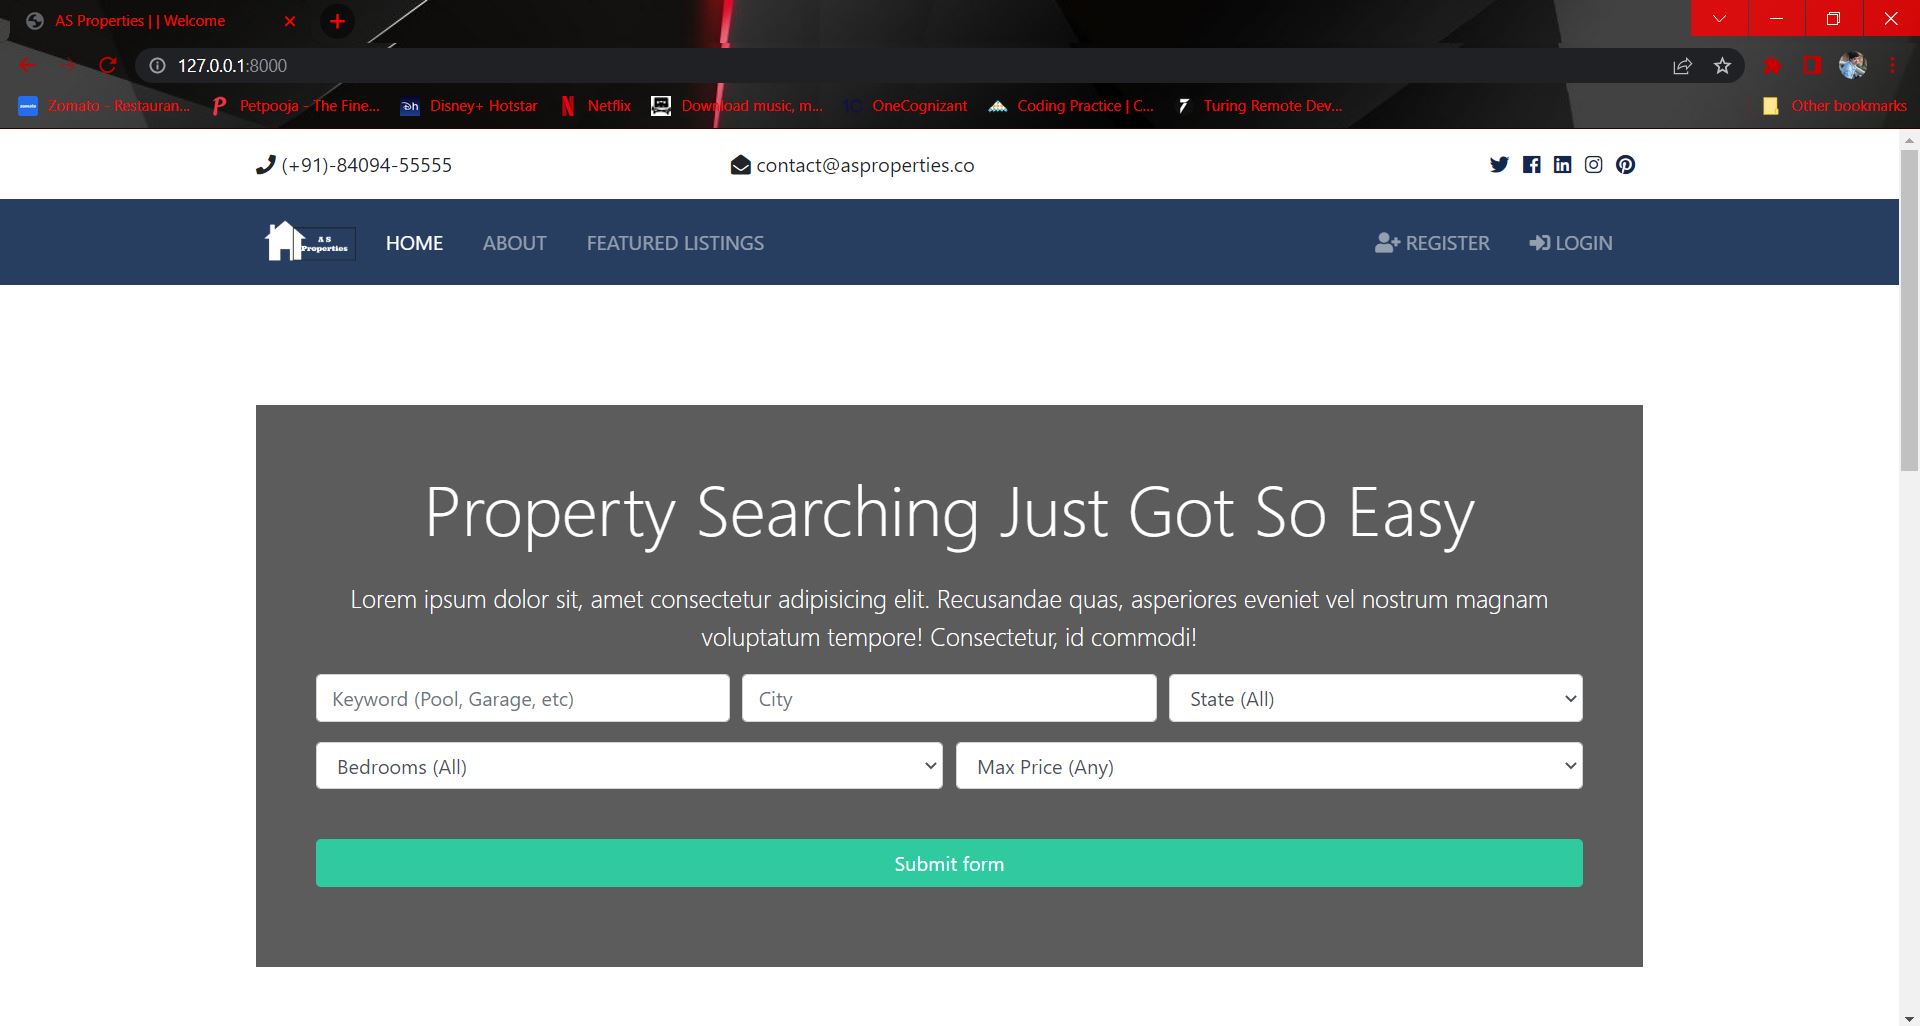 AS Properties | | Welcome
127.0.0.1:8000
Zomato - Restauran... Petpooja - The Fine... Disney+ Hotstar Netflix Download music, m... 1C OneCognizant Coding Practice | C... Turing Remote Dev... Other bookmarks
(+91)-84094-55555 contact@asproperties.co
A S
Properties
HOME ABOUT FEATURED LISTINGS REGISTER LOGIN
Property Searching Just Got So Easy
Lorem ipsum dolor sit, amet consectetur adipisicing elit. Recusandae quas, asperiores eveniet vel nostrum magnam
voluptatum tempore! Consectetur, id commodi!
Keyword (Pool, Garage, etc) City State (All)
Bedrooms (All) Max Price (Any)
Submit form